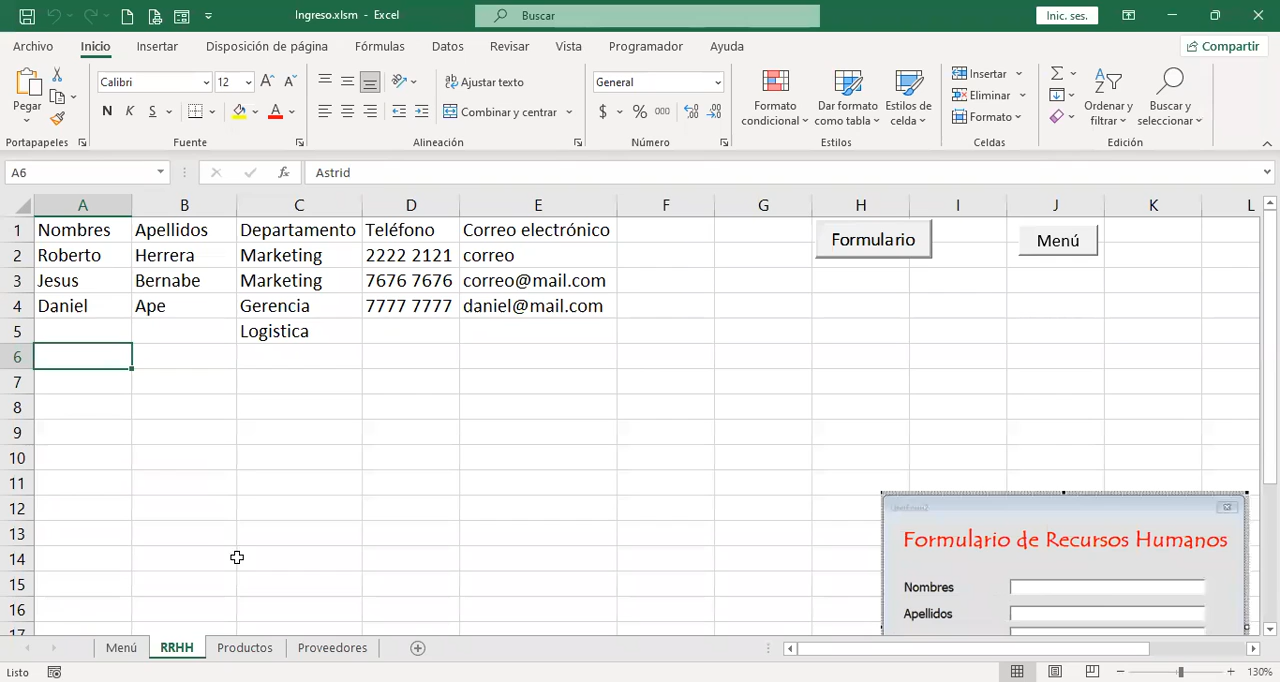 Ingreso.xlsm - Excel
Buscar
Inic. ses.
Archivo Inicio Insertar Disposición de página Fórmulas Datos Revisar Vista Programador Ayuda
Compartir
Pegar
Portapapeles
Calibri 12
N K S
Fuente
Ajustar texto
Combinar y centrar
Alineación
General
$ % 000
Número
Formato condicional
Dar formato como tabla
Estilos de celda
Estilos
Insertar
Eliminar
Formato
Celdas
Ordenar y filtrar
Buscar y seleccionar
Edición
A6 fx Astrid
A B C D E F G H I J K L
1 Nombres Apellidos Departamento Teléfono Correo electrónico
Formulario Menú
2 Roberto Herrera Marketing 2222 2121 correo
3 Jesus Bernabe Marketing 7676 7676 correo@mail.com
4 Daniel Ape Gerencia 7777 7777 daniel@mail.com
5 Logistica
6
7
8
9
10
11
12
13
14
15
16
17
Formulario de Recursos Humanos
Nombres
Apellidos
Menú RRHH Productos Proveedores
Listo
130%